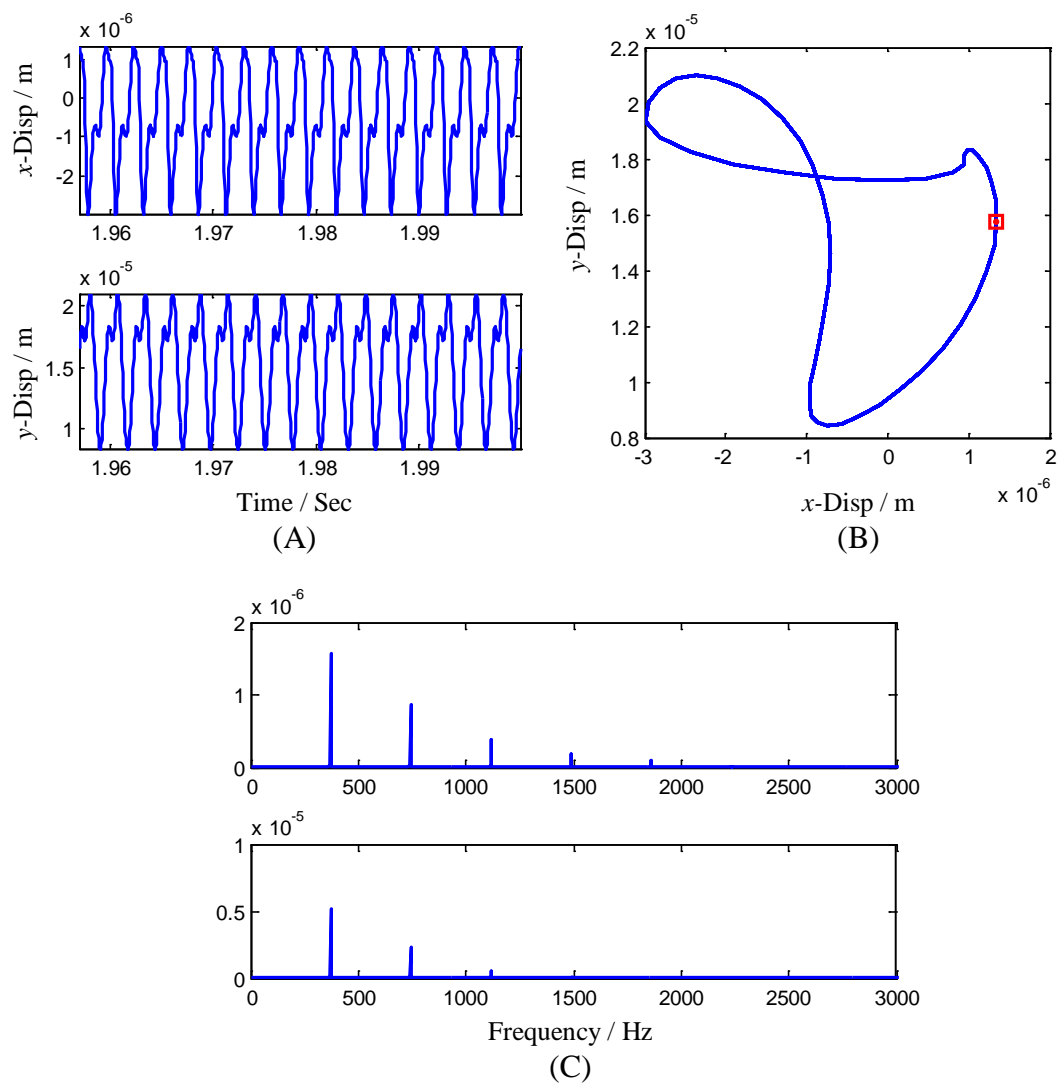 x 10^-6
1
0
-1
-2
x-Disp / m
1.96 1.97 1.98 1.99
x 10^-5
2
1.5
1
y-Disp / m
1.96 1.97 1.98 1.99
Time / Sec
(A)
x 10^-5
2.2
2
1.8
1.6
1.4
1.2
1
0.8
y-Disp / m
-3 -2 -1 0 1 2
x 10^-6
x-Disp / m
(B)
x 10^-6
2
1
0
0 500 1000 1500 2000 2500 3000
x 10^-5
1
0.5
0
0 500 1000 1500 2000 2500 3000
Frequency / Hz
(C)